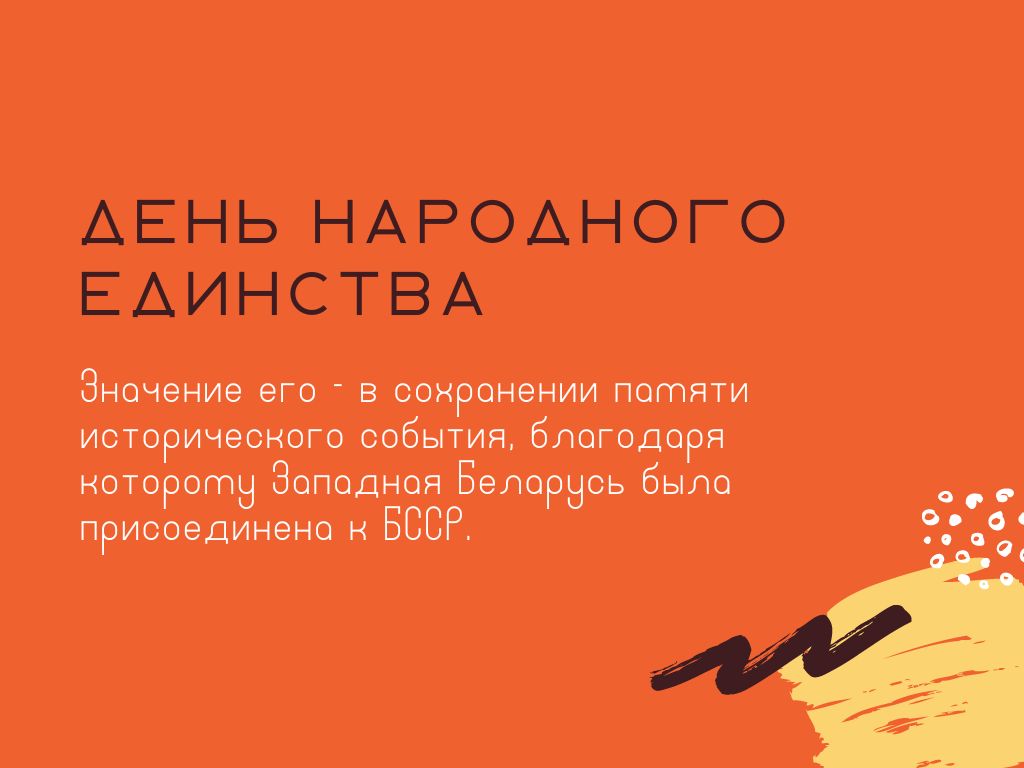 ДЕНЬ НАРОДНОГО
ЕДИНСТВА
Значение его - в сохранении памяти
исторического события, благодаря
которому Западная Беларусь была
присоединена к БССР.